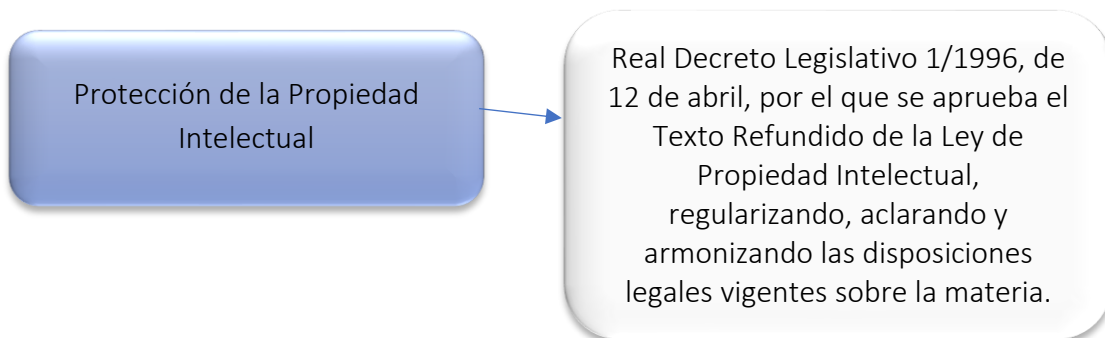 Protección de la Propiedad
Intelectual
Real Decreto Legislativo 1/1996, de
12 de abril, por el que se aprueba el
Texto Refundido de la Ley de
Propiedad Intelectual,
regularizando, aclarando y
armonizando las disposiciones
legales vigentes sobre la materia.